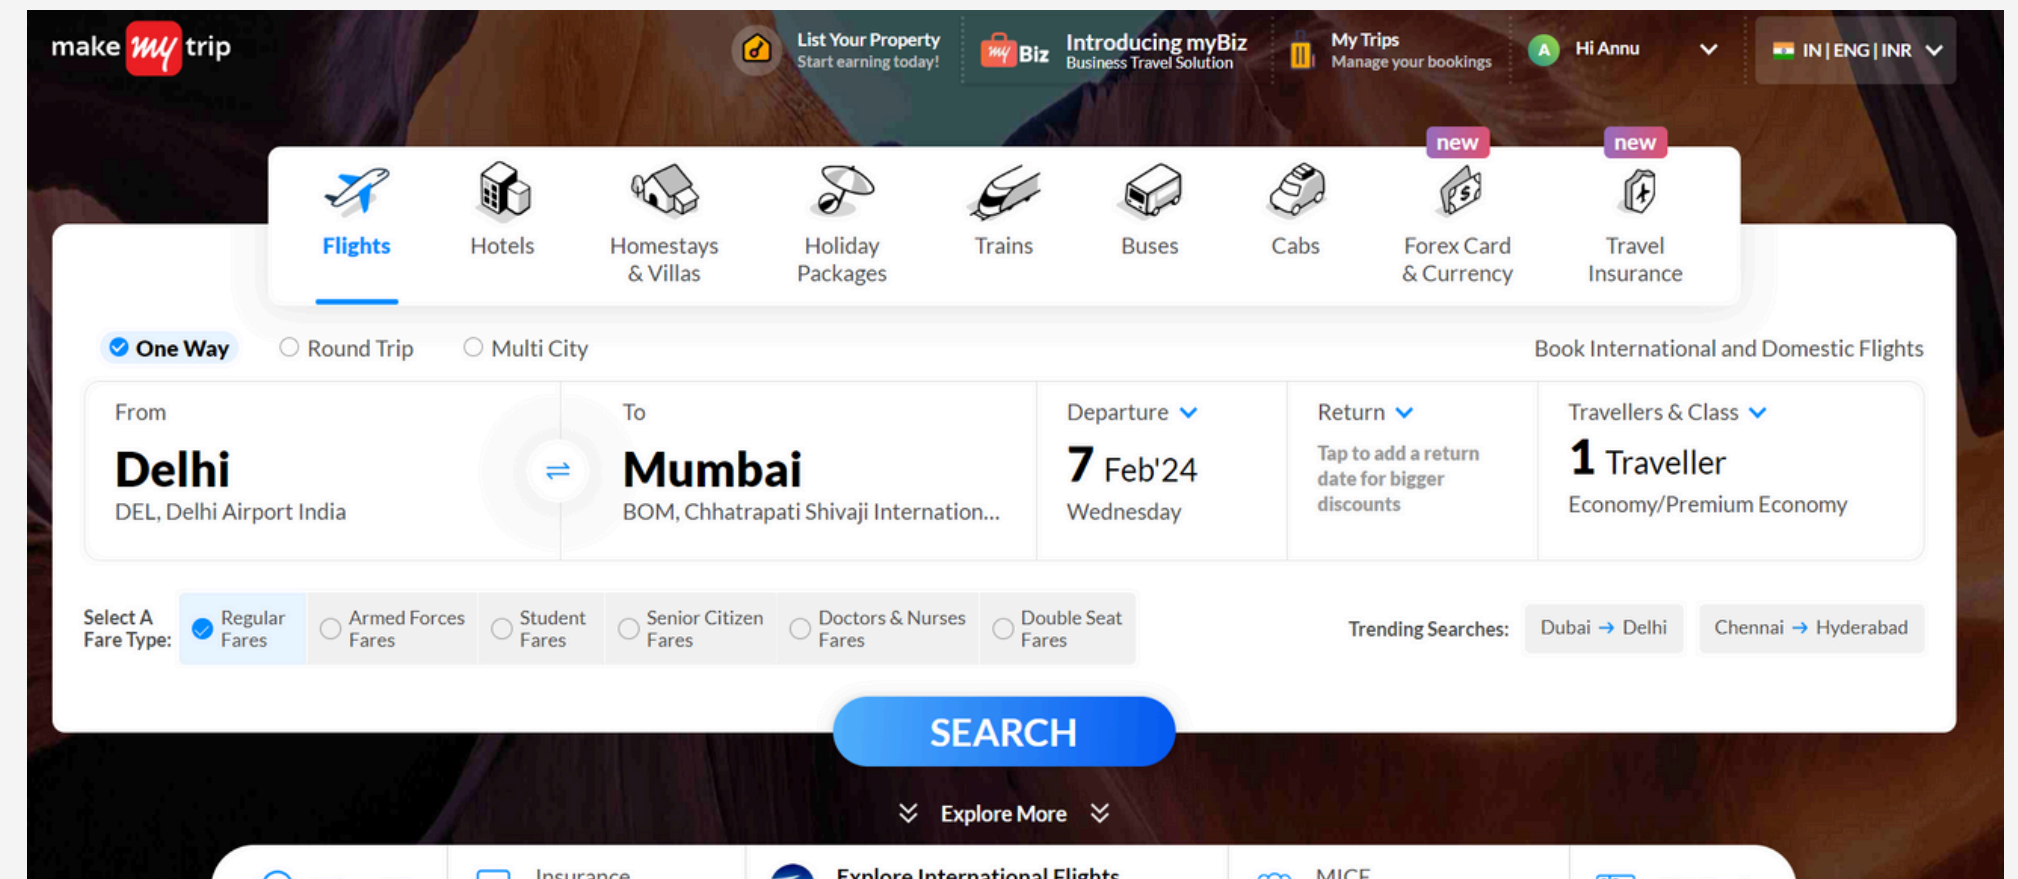 make my trip
List Your Property
Start earning today!
my Biz
Introducing myBiz
Business Travel Solution
My Trips
Manage your bookings
A
Hi Annu
IN | ENG | INR
new
new
Flights
Hotels
Homestays
& Villas
Holiday
Packages
Trains
Buses
Cabs
Forex Card
& Currency
Travel
Insurance
One Way
Round Trip
Multi City
Book International and Domestic Flights
From
Delhi
DEL, Delhi Airport India
To
Mumbai
BOM, Chhatrapati Shivaji Internation...
Departure
7 Feb'24
Wednesday
Return
Tap to add a return
date for bigger
discounts
Travellers & Class
1 Traveller
Economy/Premium Economy
Select A
Fare Type:
Regular
Fares
Armed Forces
Fares
Student
Fares
Senior Citizen
Fares
Doctors & Nurses
Fares
Double Seat
Fares
Trending Searches:
Dubai → Delhi
Chennai → Hyderabad
SEARCH
Explore More
Insurance
Explore International Flights
MICE